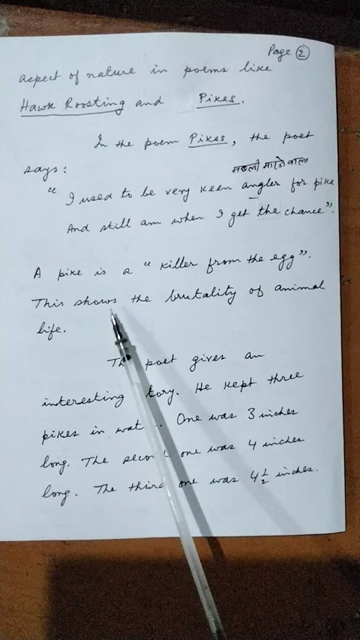 Page 2
aspect of nature in poems like
Hawk Roosting and Pikes.
In the poem Pikes, the poet
says:
मछली मारने वाला
" I used to be very keen angler for pike
And still am when I get the chance".
A pike is a "killer from the egg".
This shows the brutality of animal
life.
The poet gives an
interesting tory. He kept three
pikes in wat . One was 3 inches
long. The secon one was 4 inches
long. The third one was 4½ inches.